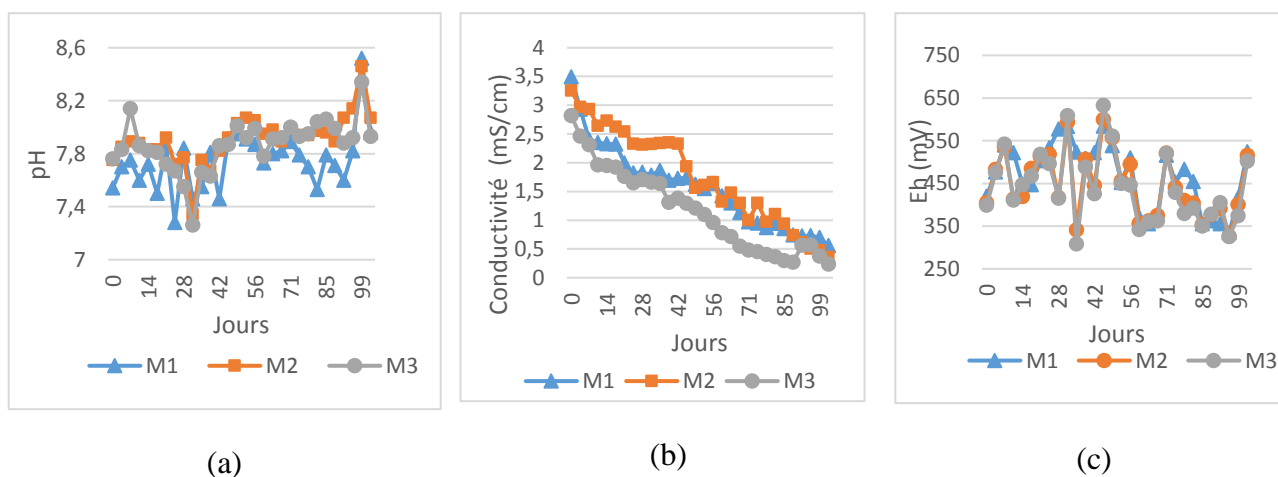 8,6
8,2
7,8
7,4
7
pH
0 14 28 42 56 71 85 99
Jours
M1 M2 M3
(a)
4
3,5
3
2,5
2
1,5
1
0,5
0
Conductivité (mS/cm)
0 14 28 42 56 71 85 99
Jours
M1 M2 M3
(b)
750
650
550
450
350
250
Eh (mV)
0 14 28 42 56 71 85 99
Jours
M1 M2 M3
(c)